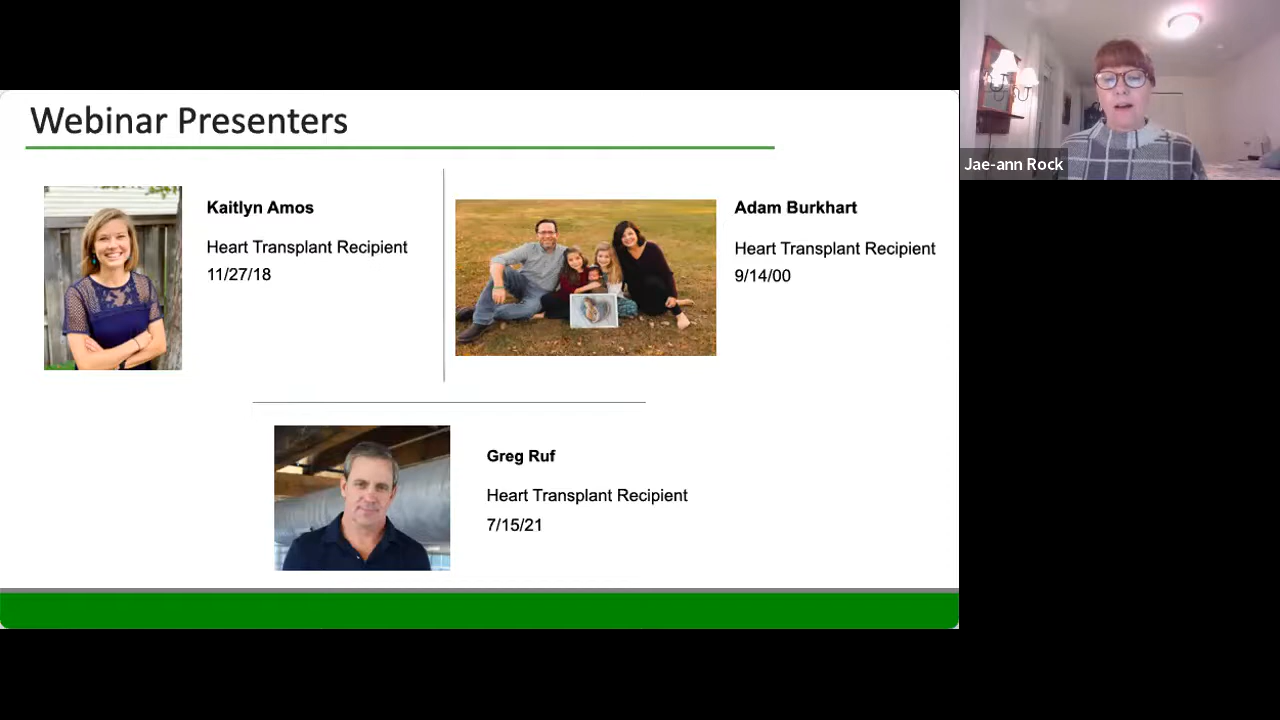 Webinar Presenters
Kaitlyn Amos
Heart Transplant Recipient
11/27/18
Adam Burkhart
Heart Transplant Recipient
9/14/00
Greg Ruf
Heart Transplant Recipient
7/15/21
Jae-ann Rock